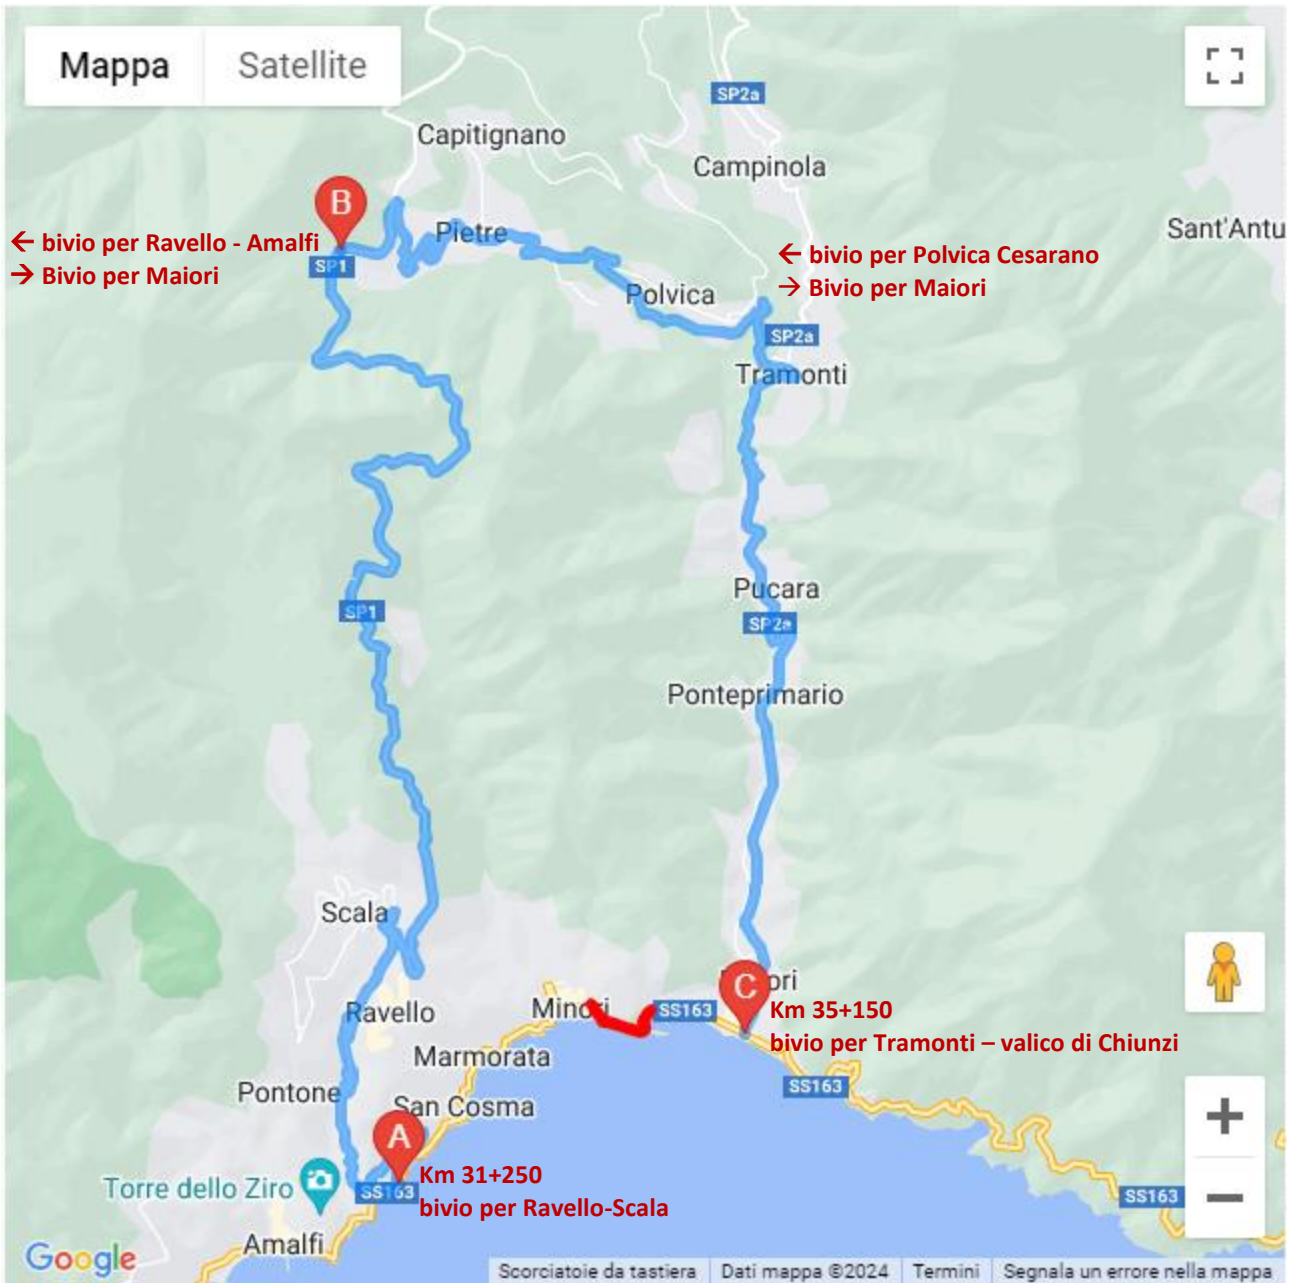 Mappa
Satellite
SP2a
Capitignano
Campinola
B
Sant'Antu
Pietre
← bivio per Ravello - Amalfi
→ Bivio per Maiori
SP1
← bivio per Polvica Cesarano
→ Bivio per Maiori
Polvica
SP2a
Tramonti
Pucara
SP1
SP2a
Ponteprimario
Scala
Ravello
Minori
SS163
C
ori
Km 35+150
bivio per Tramonti – valico di Chiunzi
Marmorata
SS163
Pontone
San Cosma
A
Km 31+250
bivio per Ravello-Scala
Torre dello Ziro
SS163
SS163
Amalfi
Google
Scorciatoie da tastiera
Dati mappa ©2024
Termini
Segnala un errore nella mappa